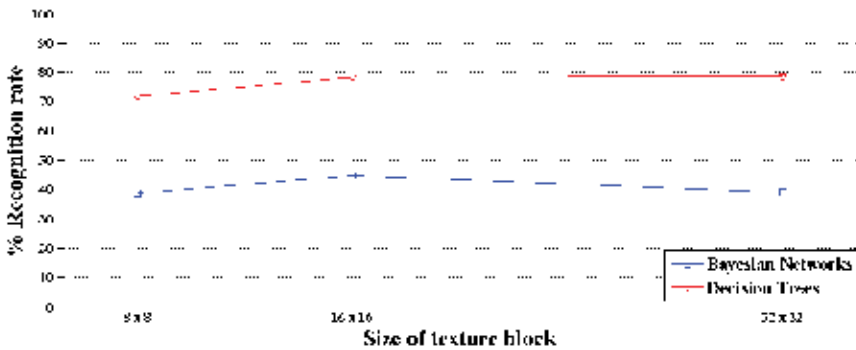 100
90
80
70
60
50
40
30
20
10
0
% Recognition rate
8 x 8
16 x 16
32 x 32
Size of texture block
Bayesian Networks
Decision Trees